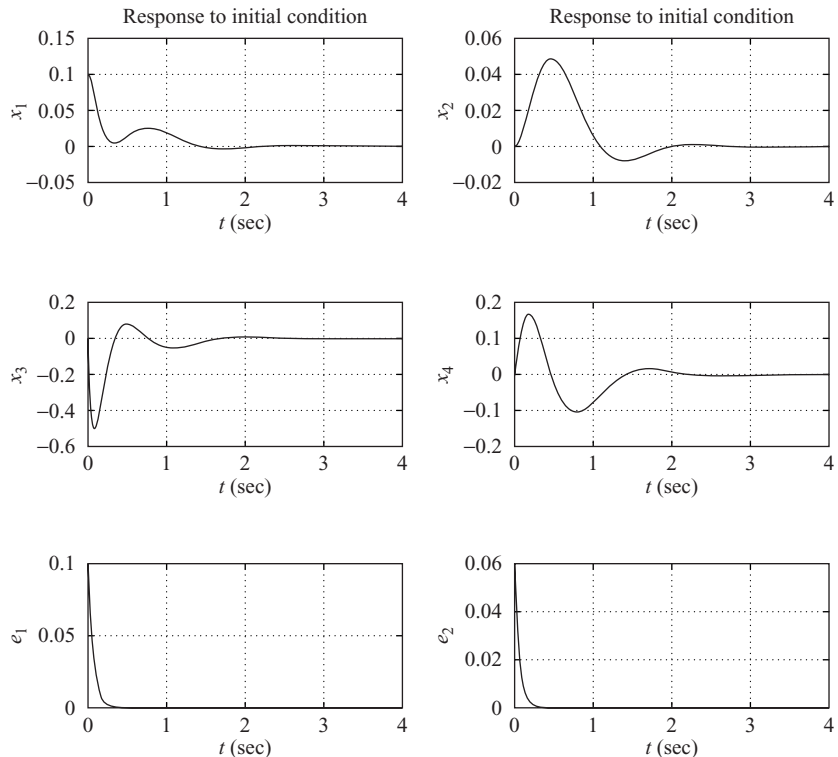 Response to initial condition
0.15
0.1
0.05
0
−0.05
x1
0 1 2 3 4
t (sec)
Response to initial condition
0.06
0.04
0.02
0
−0.02
x2
0 1 2 3 4
t (sec)
0.2
0
−0.2
−0.4
−0.6
x3
0 1 2 3 4
t (sec)
0.2
0.1
0
−0.1
−0.2
x4
0 1 2 3 4
t (sec)
0.1
0.05
0
e1
0 1 2 3 4
t (sec)
0.06
0.04
0.02
0
e2
0 1 2 3 4
t (sec)